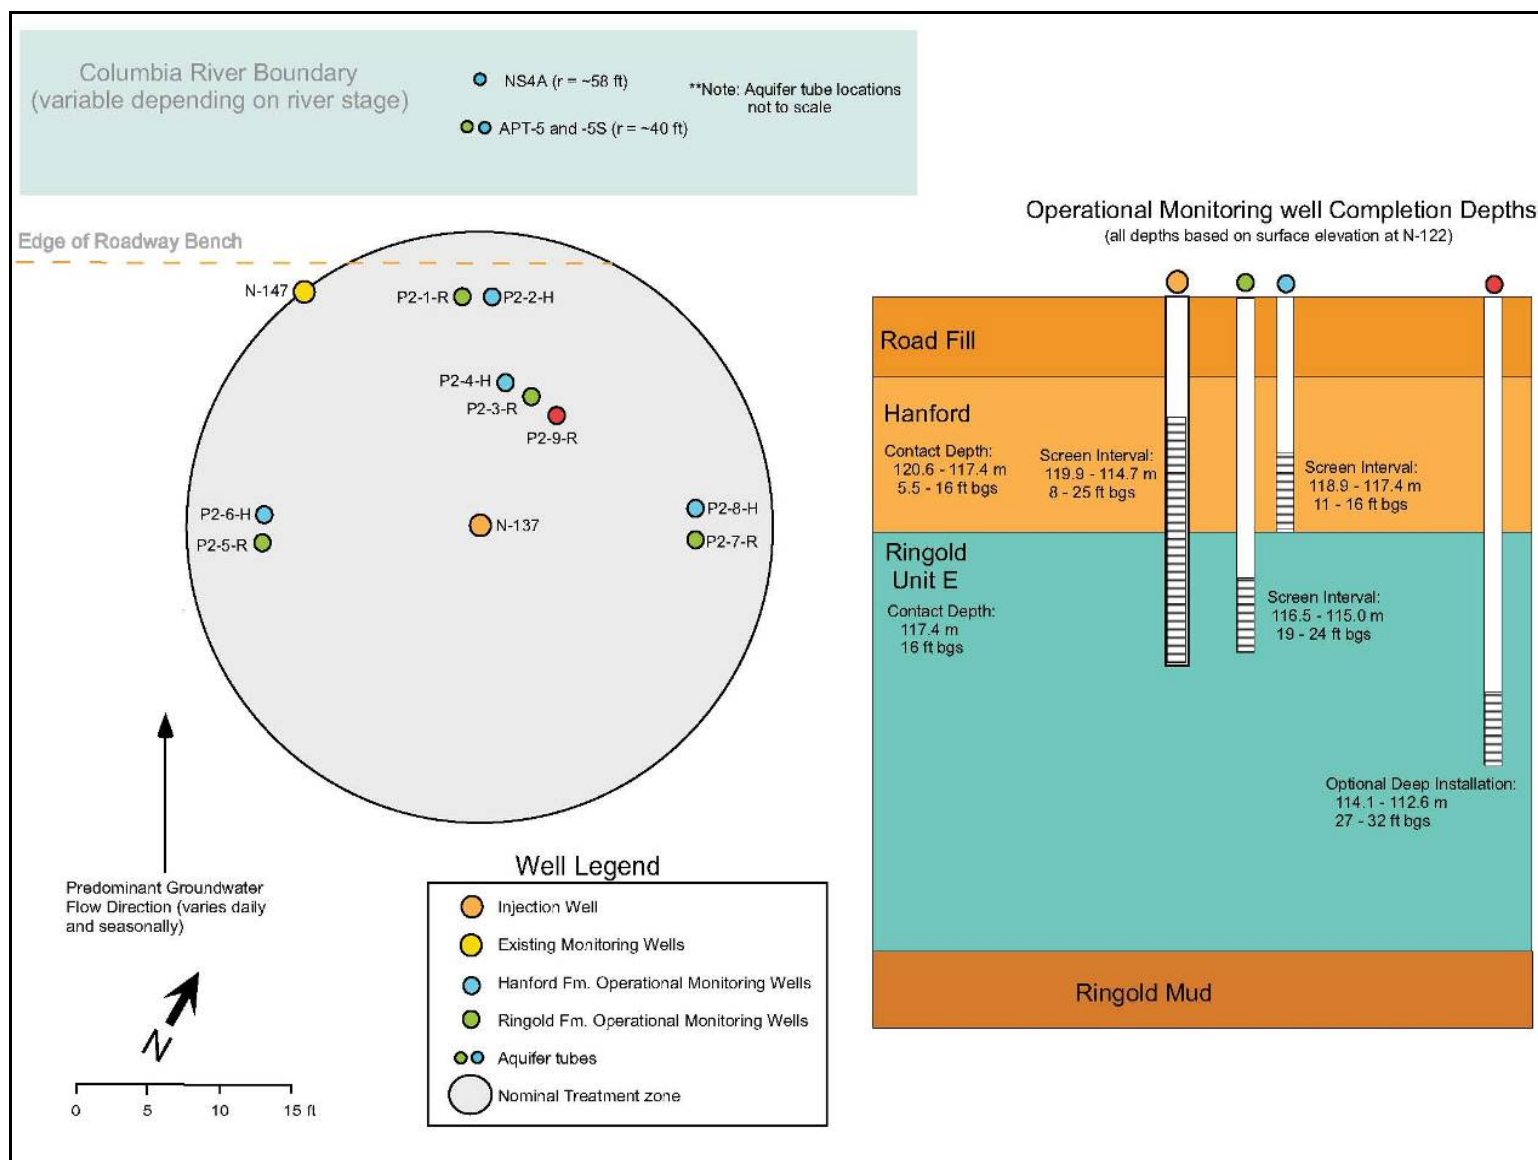 Columbia River Boundary
(variable depending on river stage)
NS4A (r = ~58 ft)
APT-5 and -5S (r = ~40 ft)
**Note: Aquifer tube locations
not to scale
Edge of Roadway Bench
N-147
P2-1-R
P2-2-H
P2-4-H
P2-3-R
P2-9-R
P2-6-H
P2-5-R
N-137
P2-8-H
P2-7-R
Predominant Groundwater
Flow Direction (varies daily
and seasonally)
N
0 5 10 15 ft
Well Legend
Injection Well
Existing Monitoring Wells
Hanford Fm. Operational Monitoring Wells
Ringold Fm. Operational Monitoring Wells
Aquifer tubes
Nominal Treatment zone
Operational Monitoring well Completion Depths
(all depths based on surface elevation at N-122)
Road Fill
Hanford
Contact Depth:
120.6 - 117.4 m
5.5 - 16 ft bgs
Screen Interval:
119.9 - 114.7 m
8 - 25 ft bgs
Screen Interval:
118.9 - 117.4 m
11 - 16 ft bgs
Ringold
Unit E
Contact Depth:
117.4 m
16 ft bgs
Screen Interval:
116.5 - 115.0 m
19 - 24 ft bgs
Optional Deep Installation:
114.1 - 112.6 m
27 - 32 ft bgs
Ringold Mud